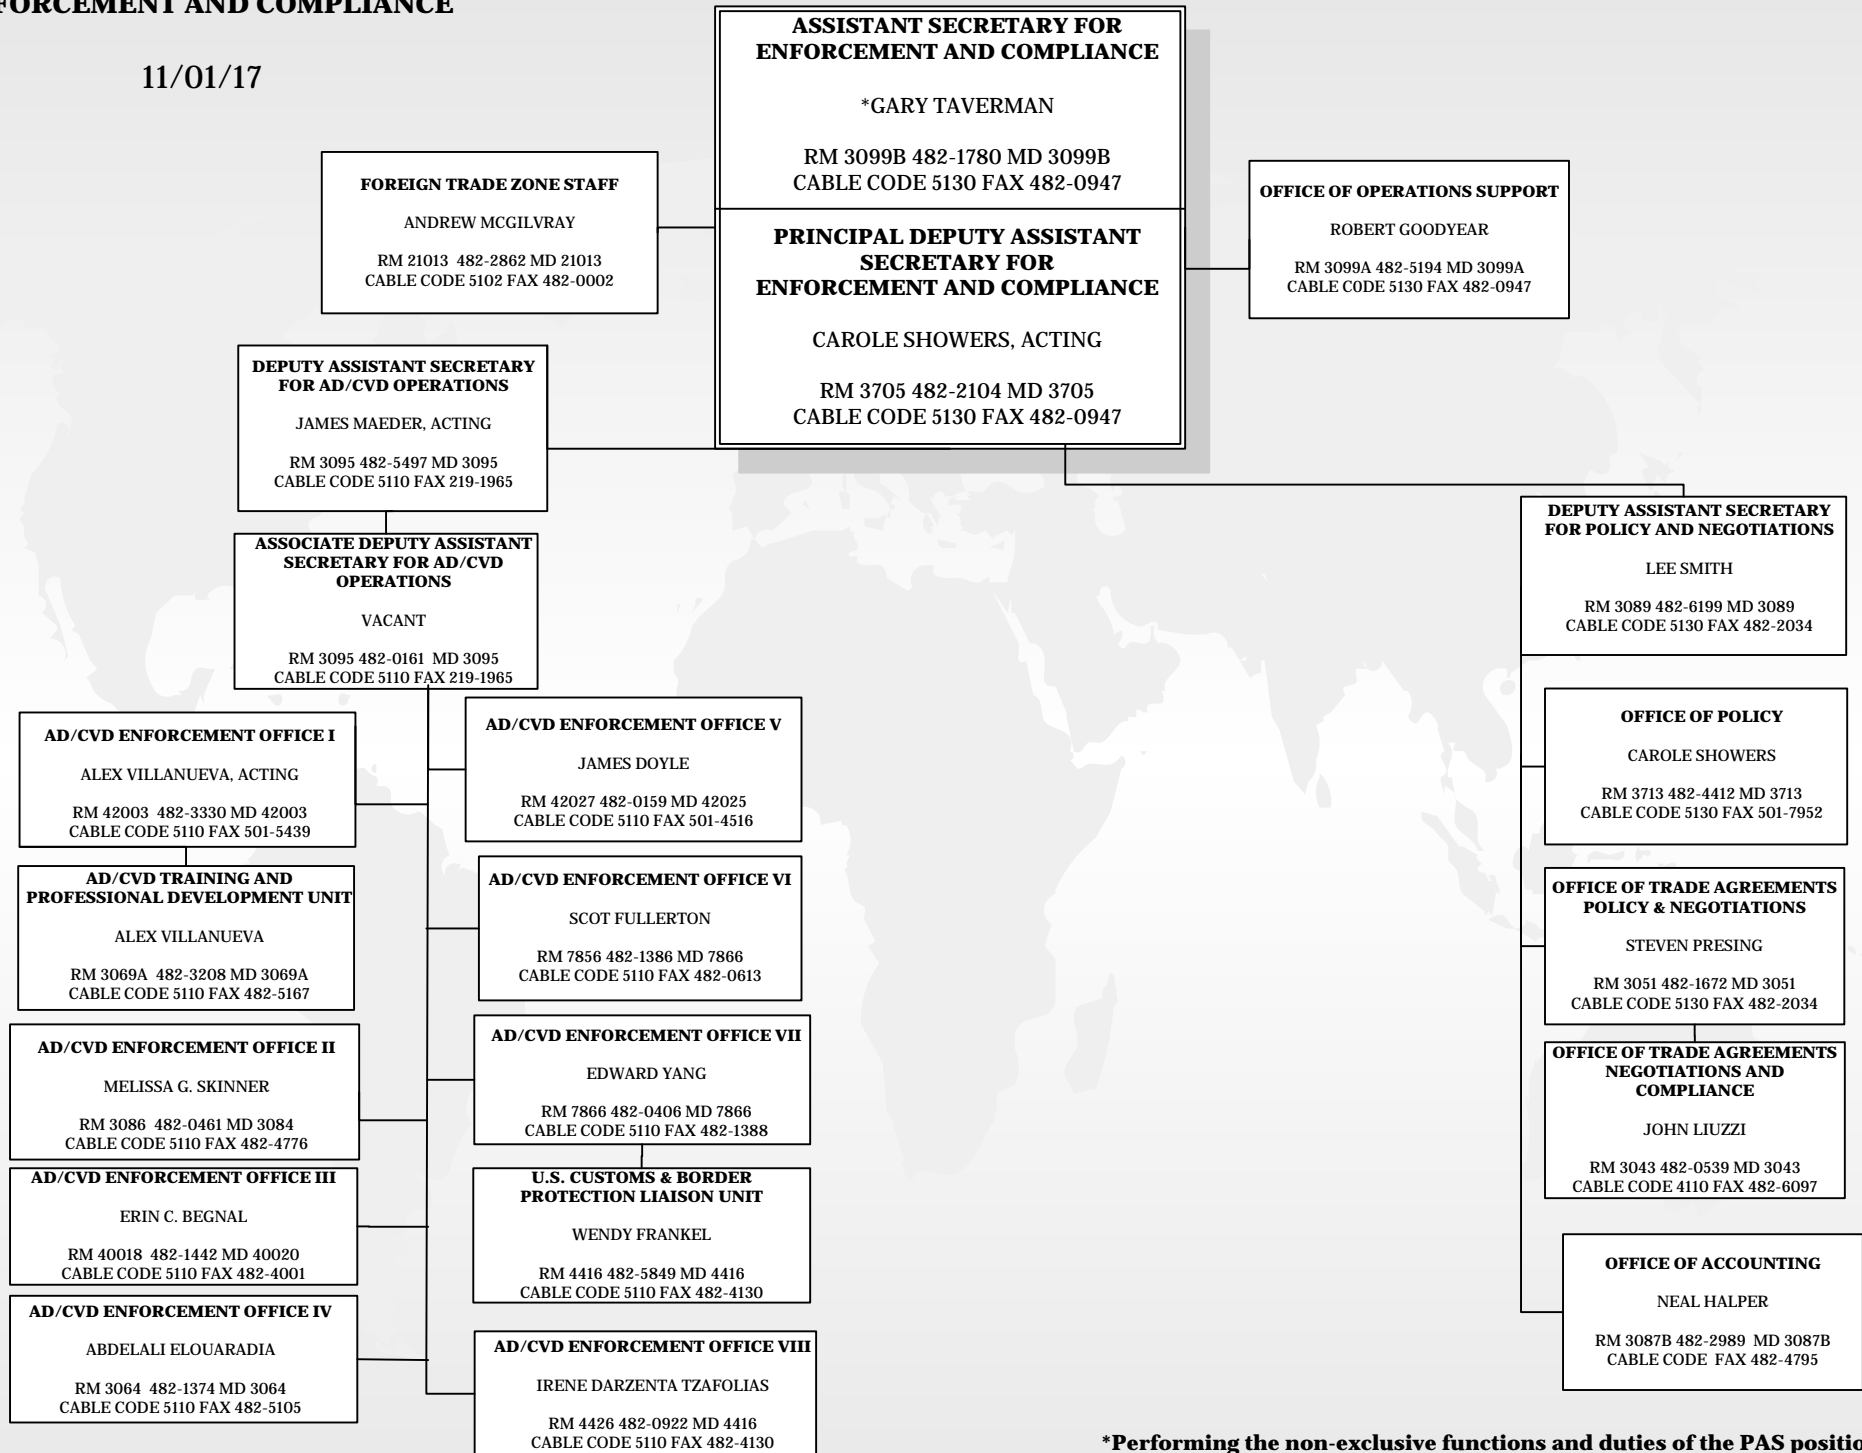 ENFORCEMENT AND COMPLIANCE
11/01/17
ASSISTANT SECRETARY FOR
ENFORCEMENT AND COMPLIANCE
*GARY TAVERMAN
RM 3099B 482-1780 MD 3099B
CABLE CODE 5130 FAX 482-0947
PRINCIPAL DEPUTY ASSISTANT
SECRETARY FOR
ENFORCEMENT AND COMPLIANCE
CAROLE SHOWERS, ACTING
RM 3705 482-2104 MD 3705
CABLE CODE 5130 FAX 482-0947
FOREIGN TRADE ZONE STAFF
ANDREW MCGILVRAY
RM 21013 482-2862 MD 21013
CABLE CODE 5102 FAX 482-0002
OFFICE OF OPERATIONS SUPPORT
ROBERT GOODYEAR
RM 3099A 482-5194 MD 3099A
CABLE C0DE 5130 FAX 482-0947
DEPUTY ASSISTANT SECRETARY
FOR AD/CVD OPERATIONS
JAMES MAEDER, ACTING
RM 3095 482-5497 MD 3095
CABLE CODE 5110 FAX 219-1965
ASSOCIATE DEPUTY ASSISTANT
SECRETARY FOR AD/CVD
OPERATIONS
VACANT
RM 3095 482-0161 MD 3095
CABLE CODE 5110 FAX 219-1965
AD/CVD ENFORCEMENT OFFICE I
ALEX VILLANUEVA, ACTING
RM 42003 482-3330 MD 42003
CABLE CODE 5110 FAX 501-5439
AD/CVD TRAINING AND
PROFESSIONAL DEVELOPMENT UNIT
ALEX VILLANUEVA
RM 3069A 482-3208 MD 3069A
CABLE CODE 5110 FAX 482-5167
AD/CVD ENFORCEMENT OFFICE II
MELISSA G. SKINNER
RM 3086 482-0461 MD 3084
CABLE CODE 5110 FAX 482-4776
AD/CVD ENFORCEMENT OFFICE III
ERIN C. BEGNAL
RM 40018 482-1442 MD 40020
CABLE CODE 5110 FAX 482-4001
AD/CVD ENFORCEMENT OFFICE IV
ABDELALI ELOUARADIA
RM 3064 482-1374 MD 3064
CABLE CODE 5110 FAX 482-5105
AD/CVD ENFORCEMENT OFFICE V
JAMES DOYLE
RM 42027 482-0159 MD 42025
CABLE CODE 5110 FAX 501-4516
AD/CVD ENFORCEMENT OFFICE VI
SCOT FULLERTON
RM 7856 482-1386 MD 7866
CABLE CODE 5110 FAX 482-0613
AD/CVD ENFORCEMENT OFFICE VII
EDWARD YANG
RM 7866 482-0406 MD 7866
CABLE CODE 5110 FAX 482-1388
U.S. CUSTOMS & BORDER
PROTECTION LIAISON UNIT
WENDY FRANKEL
RM 4416 482-5849 MD 4416
CABLE CODE 5110 FAX 482-4130
AD/CVD ENFORCEMENT OFFICE VIII
IRENE DARZENTA TZAFOLIAS
RM 4426 482-0922 MD 4416
CABLE CODE 5110 FAX 482-4130
DEPUTY ASSISTANT SECRETARY
FOR POLICY AND NEGOTIATIONS
LEE SMITH
RM 3089 482-6199 MD 3089
CABLE CODE 5130 FAX 482-2034
OFFICE OF POLICY
CAROLE SHOWERS
RM 3713 482-4412 MD 3713
CABLE CODE 5130 FAX 501-7952
OFFICE OF TRADE AGREEMENTS
POLICY & NEGOTIATIONS
STEVEN PRESING
RM 3051 482-1672 MD 3051
CABLE CODE 5130 FAX 482-2034
OFFICE OF TRADE AGREEMENTS
NEGOTIATIONS AND
COMPLIANCE
JOHN LIUZZI
RM 3043 482-0539 MD 3043
CABLE CODE 4110 FAX 482-6097
OFFICE OF ACCOUNTING
NEAL HALPER
RM 3087B 482-2989 MD 3087B
CABLE CODE FAX 482-4795
*Performing the non-exclusive functions and duties of the PAS positio